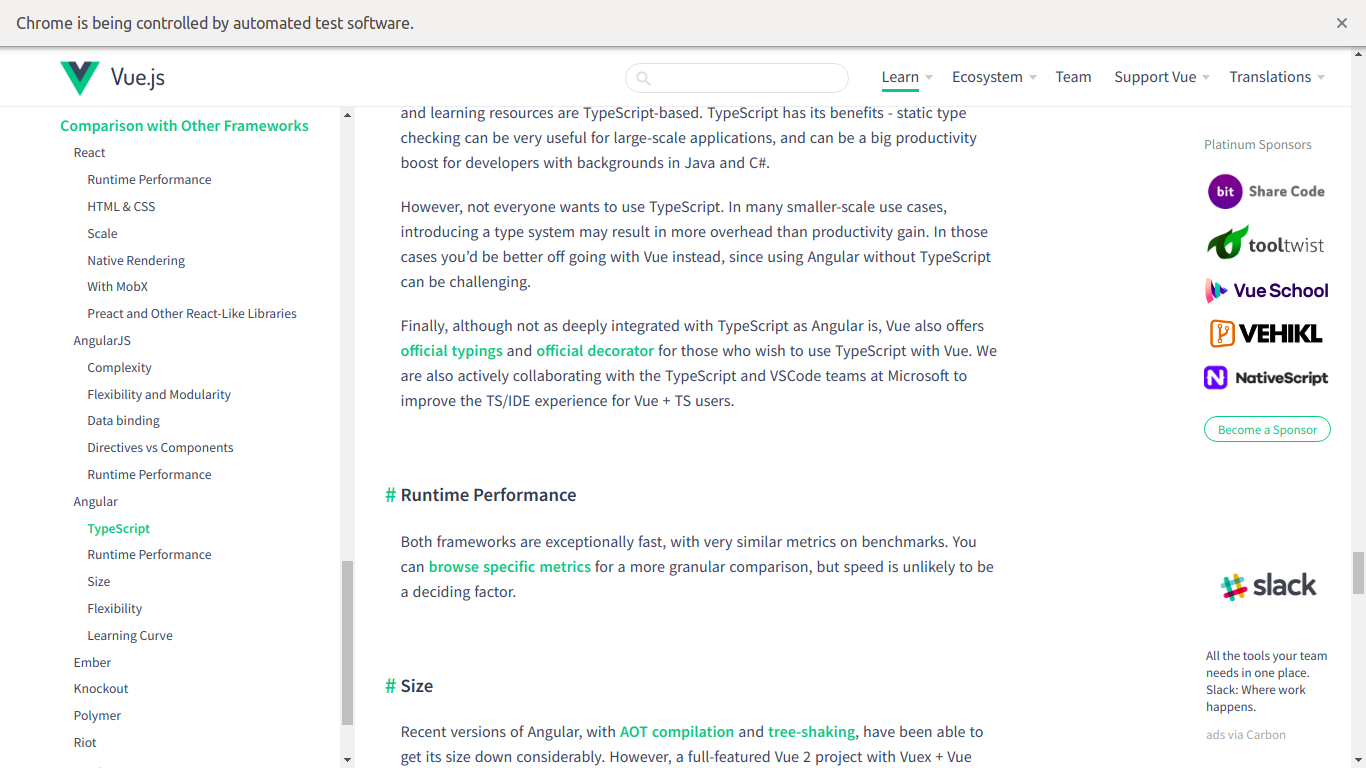 Chrome is being controlled by automated test software.
Vue.js
Learn
Ecosystem
Team
Support Vue
Translations
Comparison with Other Frameworks
React
Runtime Performance
HTML & CSS
Scale
Native Rendering
With MobX
Preact and Other React-Like Libraries
AngularJS
Complexity
Flexibility and Modularity
Data binding
Directives vs Components
Runtime Performance
Angular
TypeScript
Runtime Performance
Size
Flexibility
Learning Curve
Ember
Knockout
Polymer
Riot
and learning resources are TypeScript-based. TypeScript has its benefits - static type
checking can be very useful for large-scale applications, and can be a big productivity
boost for developers with backgrounds in Java and C#.
However, not everyone wants to use TypeScript. In many smaller-scale use cases,
introducing a type system may result in more overhead than productivity gain. In those
cases you’d be better off going with Vue instead, since using Angular without TypeScript
can be challenging.
Finally, although not as deeply integrated with TypeScript as Angular is, Vue also offers
official typings and official decorator for those who wish to use TypeScript with Vue. We
are also actively collaborating with the TypeScript and VSCode teams at Microsoft to
improve the TS/IDE experience for Vue + TS users.
# Runtime Performance
Both frameworks are exceptionally fast, with very similar metrics on benchmarks. You
can browse specific metrics for a more granular comparison, but speed is unlikely to be
a deciding factor.
# Size
Recent versions of Angular, with AOT compilation and tree-shaking, have been able to
get its size down considerably. However, a full-featured Vue 2 project with Vuex + Vue
Platinum Sponsors
bit Share Code
tooltwist
Vue School
VEHIKL
NativeScript
Become a Sponsor
slack
All the tools your team
needs in one place.
Slack: Where work
happens.
ads via Carbon